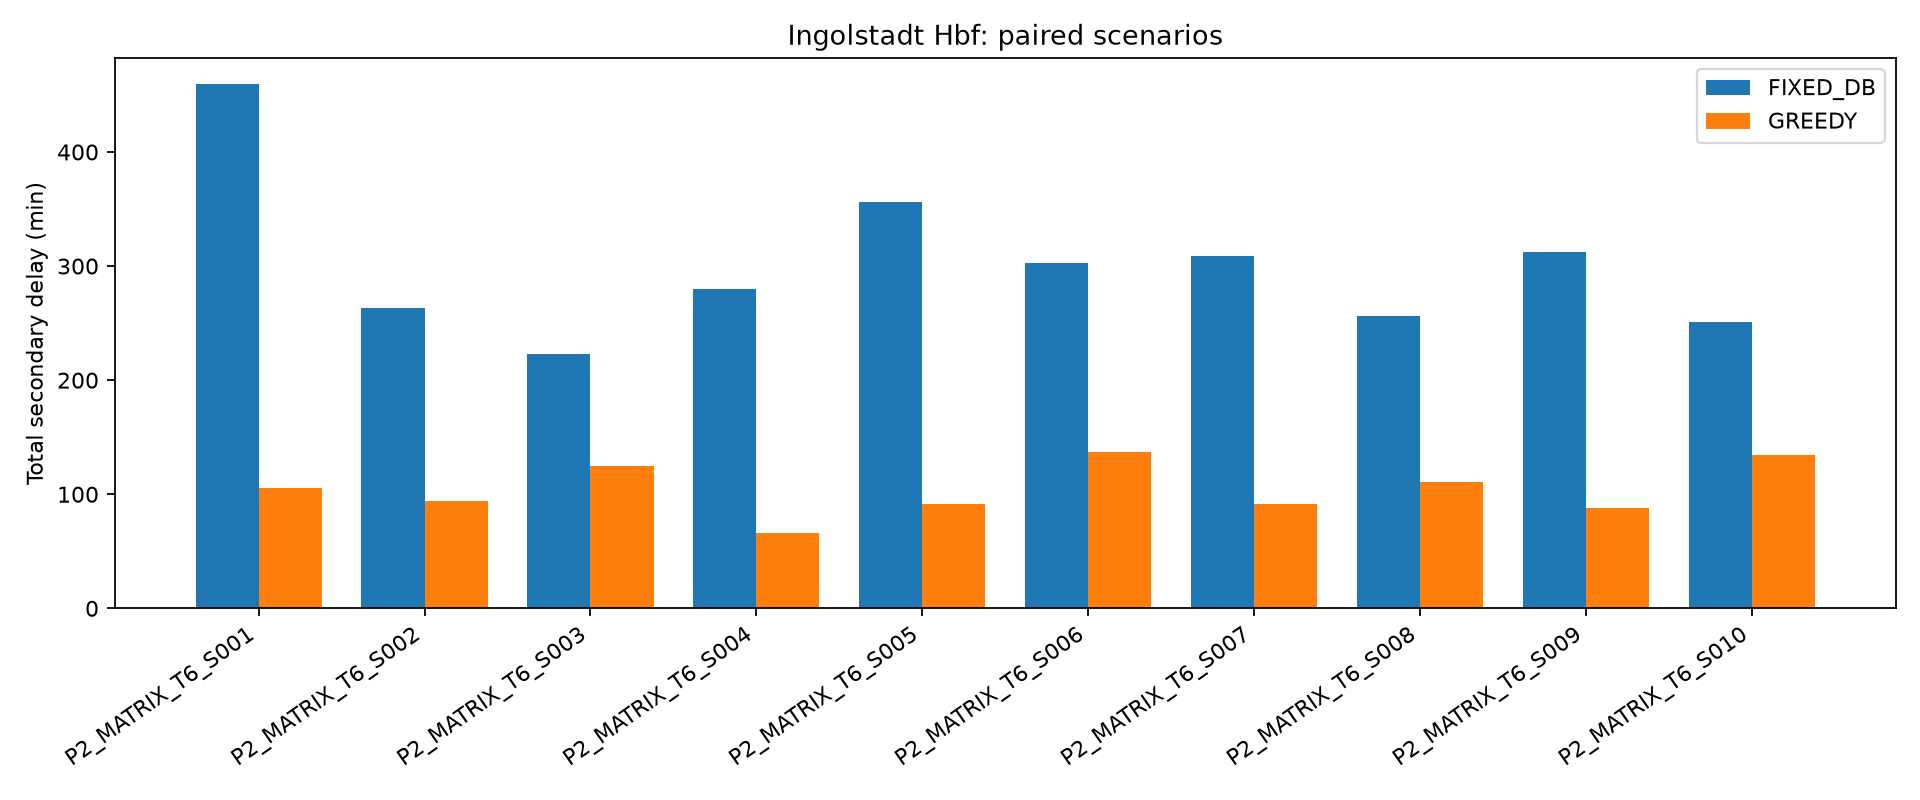 Ingolstadt Hbf: paired scenarios
FIXED_DB
GREEDY
Total secondary delay (min)
400
300
200
100
0
P2_MATRIX_T6_S001
P2_MATRIX_T6_S002
P2_MATRIX_T6_S003
P2_MATRIX_T6_S004
P2_MATRIX_T6_S005
P2_MATRIX_T6_S006
P2_MATRIX_T6_S007
P2_MATRIX_T6_S008
P2_MATRIX_T6_S009
P2_MATRIX_T6_S010